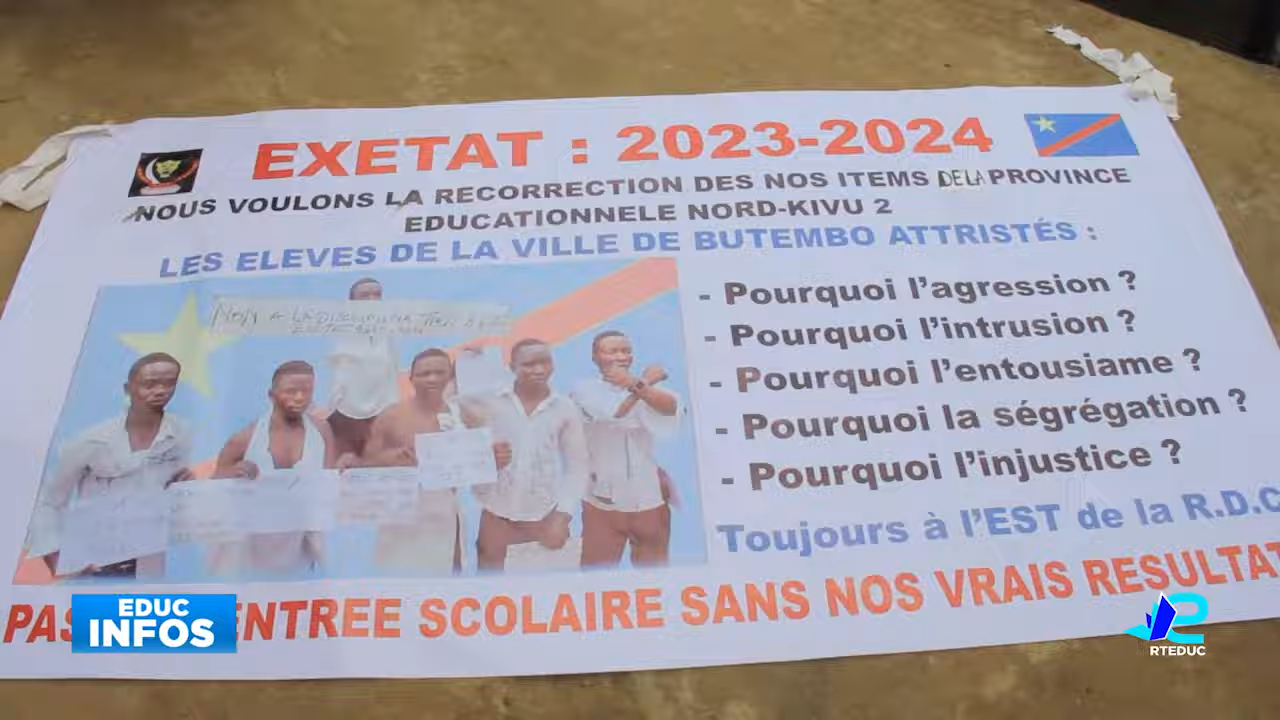 EXETAT : 2023-2024
NOUS VOULONS LA RECORRECTION DES NOS ITEMS DE LA PROVINCE
EDUCATIONNELE NORD-KIVU 2
LES ELEVES DE LA VILLE DE BUTEMBO ATTRISTÉS :
- Pourquoi l'agression ?
- Pourquoi l'intrusion ?
- Pourquoi l'entousiame ?
- Pourquoi la ségrégation ?
- Pourquoi l'injustice ?
Toujours à l'EST de la R.D.C
PAS ENTREE SCOLAIRE SANS NOS VRAIS RESULTAT
EDUC
INFOS
RTEDUC